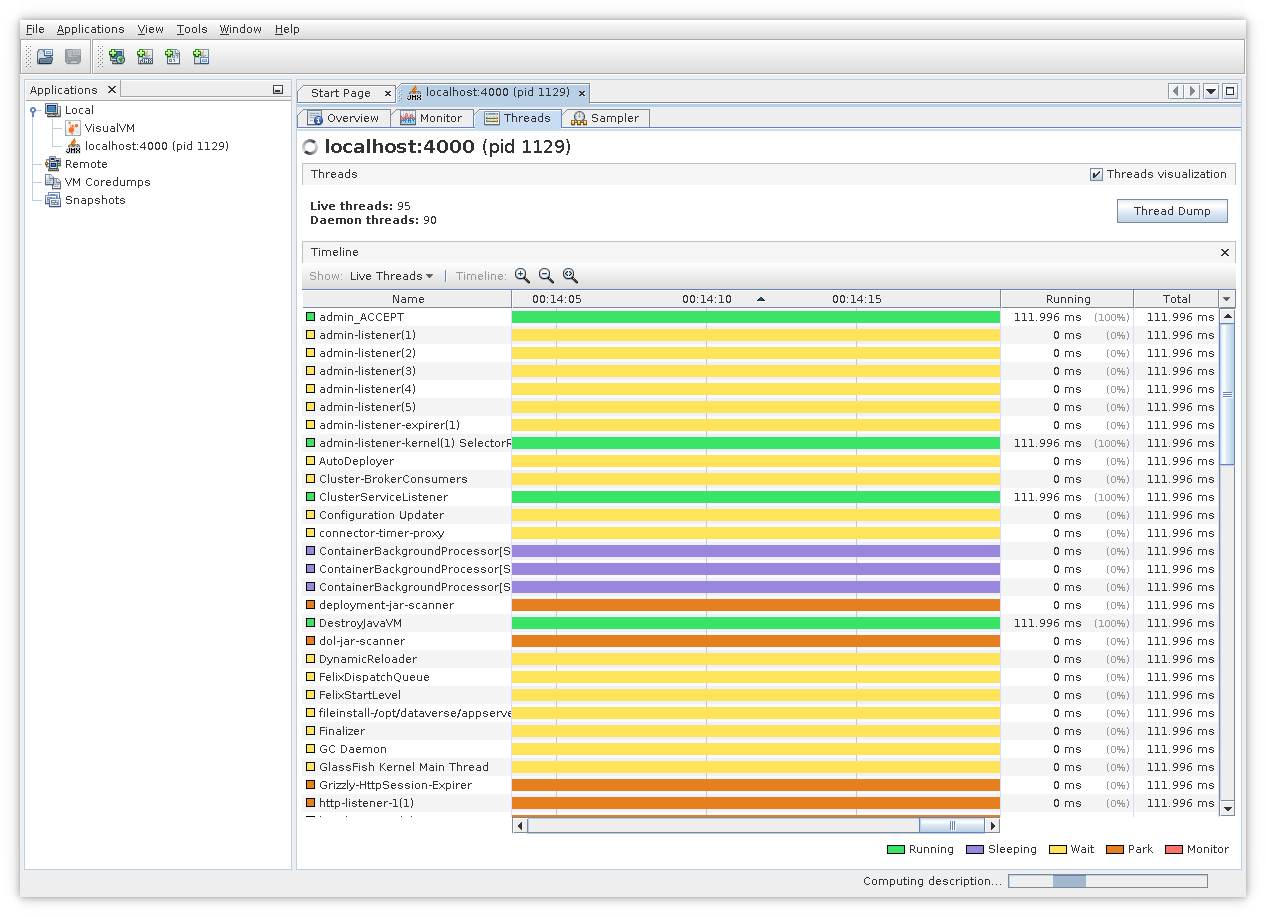 File Applications View Tools Window Help
Applications
Start Page
localhost:4000 (pid 1129)
Local
VisualVM
localhost:4000 (pid 1129)
Remote
VM Coredumps
Snapshots
Overview Monitor Threads Sampler
localhost:4000 (pid 1129)
Threads
Threads visualization
Live threads: 95
Daemon threads: 90
Thread Dump
Timeline
Show: Live Threads Timeline:
Name 00:14:05 00:14:10 00:14:15 Running Total
admin_ACCEPT 111.996 ms (100%) 111.996 ms
admin-listener(1) 0 ms (0%) 111.996 ms
admin-listener(2) 0 ms (0%) 111.996 ms
admin-listener(3) 0 ms (0%) 111.996 ms
admin-listener(4) 0 ms (0%) 111.996 ms
admin-listener(5) 0 ms (0%) 111.996 ms
admin-listener-expirer(1) 0 ms (0%) 111.996 ms
admin-listener-kernel(1) SelectorR 111.996 ms (100%) 111.996 ms
AutoDeployer 0 ms (0%) 111.996 ms
Cluster-BrokerConsumers 0 ms (0%) 111.996 ms
ClusterServiceListener 111.996 ms (100%) 111.996 ms
Configuration Updater 0 ms (0%) 111.996 ms
connector-timer-proxy 0 ms (0%) 111.996 ms
ContainerBackgroundProcessor[S 0 ms (0%) 111.996 ms
ContainerBackgroundProcessor[S 0 ms (0%) 111.996 ms
ContainerBackgroundProcessor[S 0 ms (0%) 111.996 ms
deployment-jar-scanner 0 ms (0%) 111.996 ms
DestroyJavaVM 111.996 ms (100%) 111.996 ms
dol-jar-scanner 0 ms (0%) 111.996 ms
DynamicReloader 0 ms (0%) 111.996 ms
FelixDispatchQueue 0 ms (0%) 111.996 ms
FelixStartLevel 0 ms (0%) 111.996 ms
fileinstall-/opt/dataverse/appserve 0 ms (0%) 111.996 ms
Finalizer 0 ms (0%) 111.996 ms
GC Daemon 0 ms (0%) 111.996 ms
GlassFish Kernel Main Thread 0 ms (0%) 111.996 ms
Grizzly-HttpSession-Expirer 0 ms (0%) 111.996 ms
http-listener-1(1) 0 ms (0%) 111.996 ms
Running Sleeping Wait Park Monitor
Computing description...